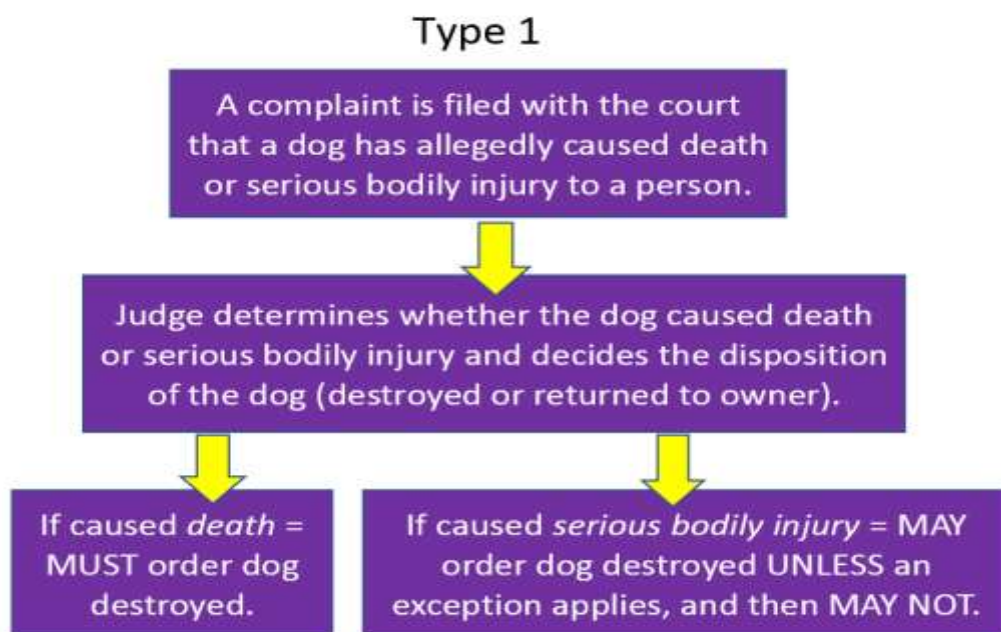 Type 1
A complaint is filed with the court
that a dog has allegedly caused death
or serious bodily injury to a person.
Judge determines whether the dog caused death
or serious bodily injury and decides the disposition
of the dog (destroyed or returned to owner).
If caused death =
MUST order dog
destroyed.
If caused serious bodily injury = MAY
order dog destroyed UNLESS an
exception applies, and then MAY NOT.